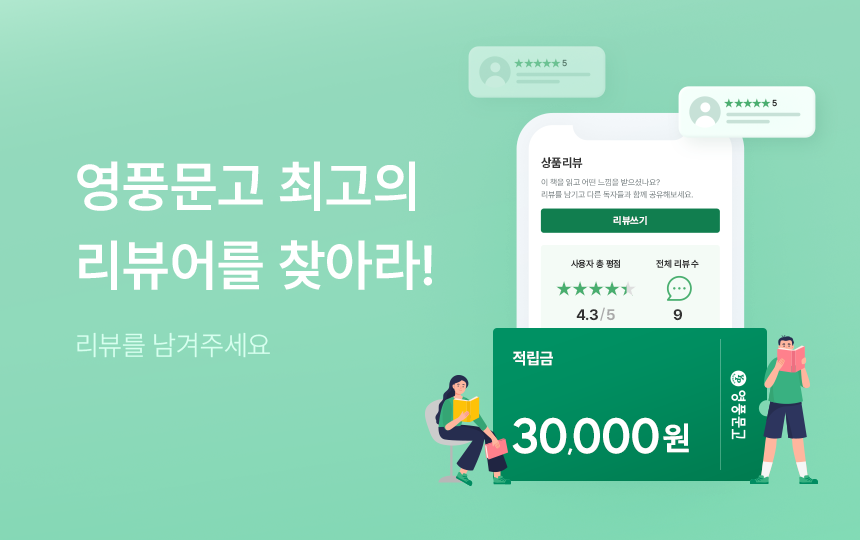 영풍문고 최고의
리뷰어를 찾아라!
리뷰를 남겨주세요
★★★★★ 5
★★★★★ 5
상품리뷰
이 책을 읽고 어떤 느낌을 받으셨나요?
리뷰를 남기고 다른 독자들과 함께 공유해보세요.
리뷰쓰기
사용자 총 평점
전체 리뷰 수
4.3/5
9
적립금
30,000원
영풍문고